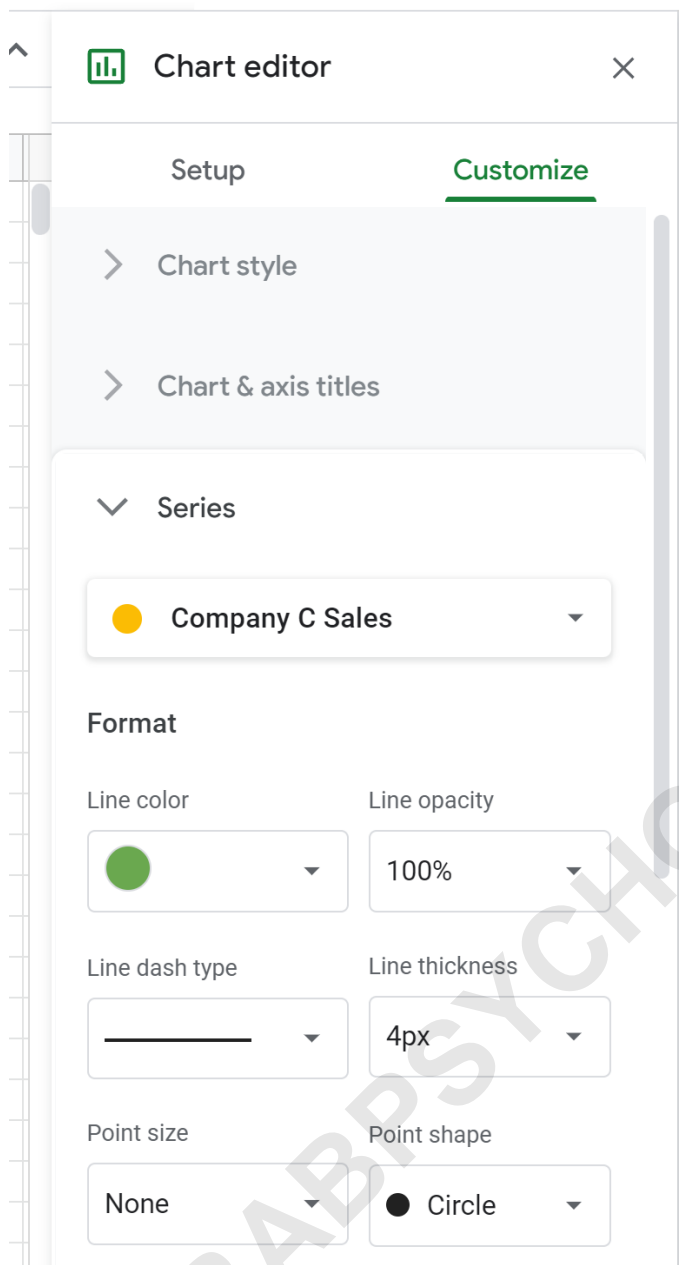 Chart editor
Setup Customize
Chart style
Chart & axis titles
Series
Company C Sales
Format
Line color Line opacity
100%
Line dash type Line thickness
4px
Point size Point shape
None Circle